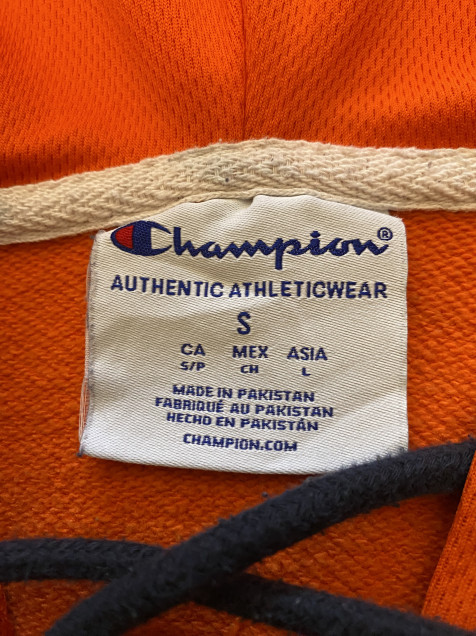 Champion®
AUTHENTIC ATHLETICWEAR
S
CA MEX ASIA
S/P CH L
MADE IN PAKISTAN
FABRIQUÉ AU PAKISTAN
HECHO EN PAKISTÁN
CHAMPION.COM